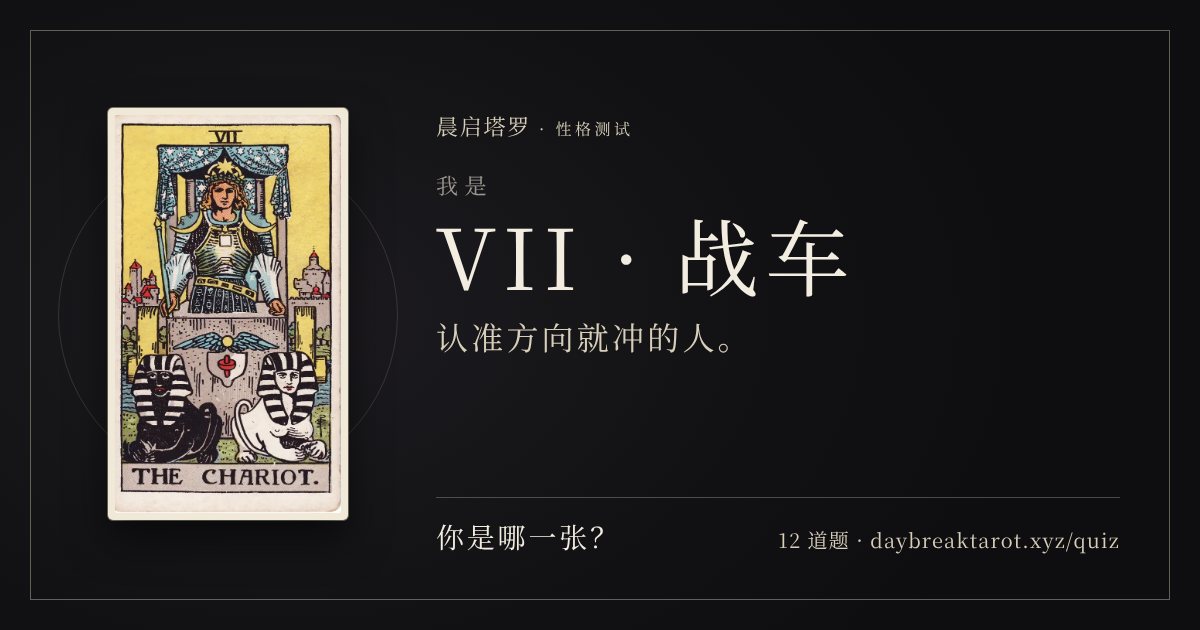 VII
THE CHARIOT.
晨启塔罗 · 性格测试
我是
VII · 战车
认准方向就冲的人。
你是哪一张？
12 道题 · daybreaktarot.xyz/quiz